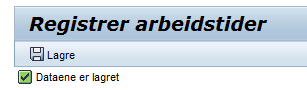 Registrer arbeidstider
Lagre
Dataene er lagret